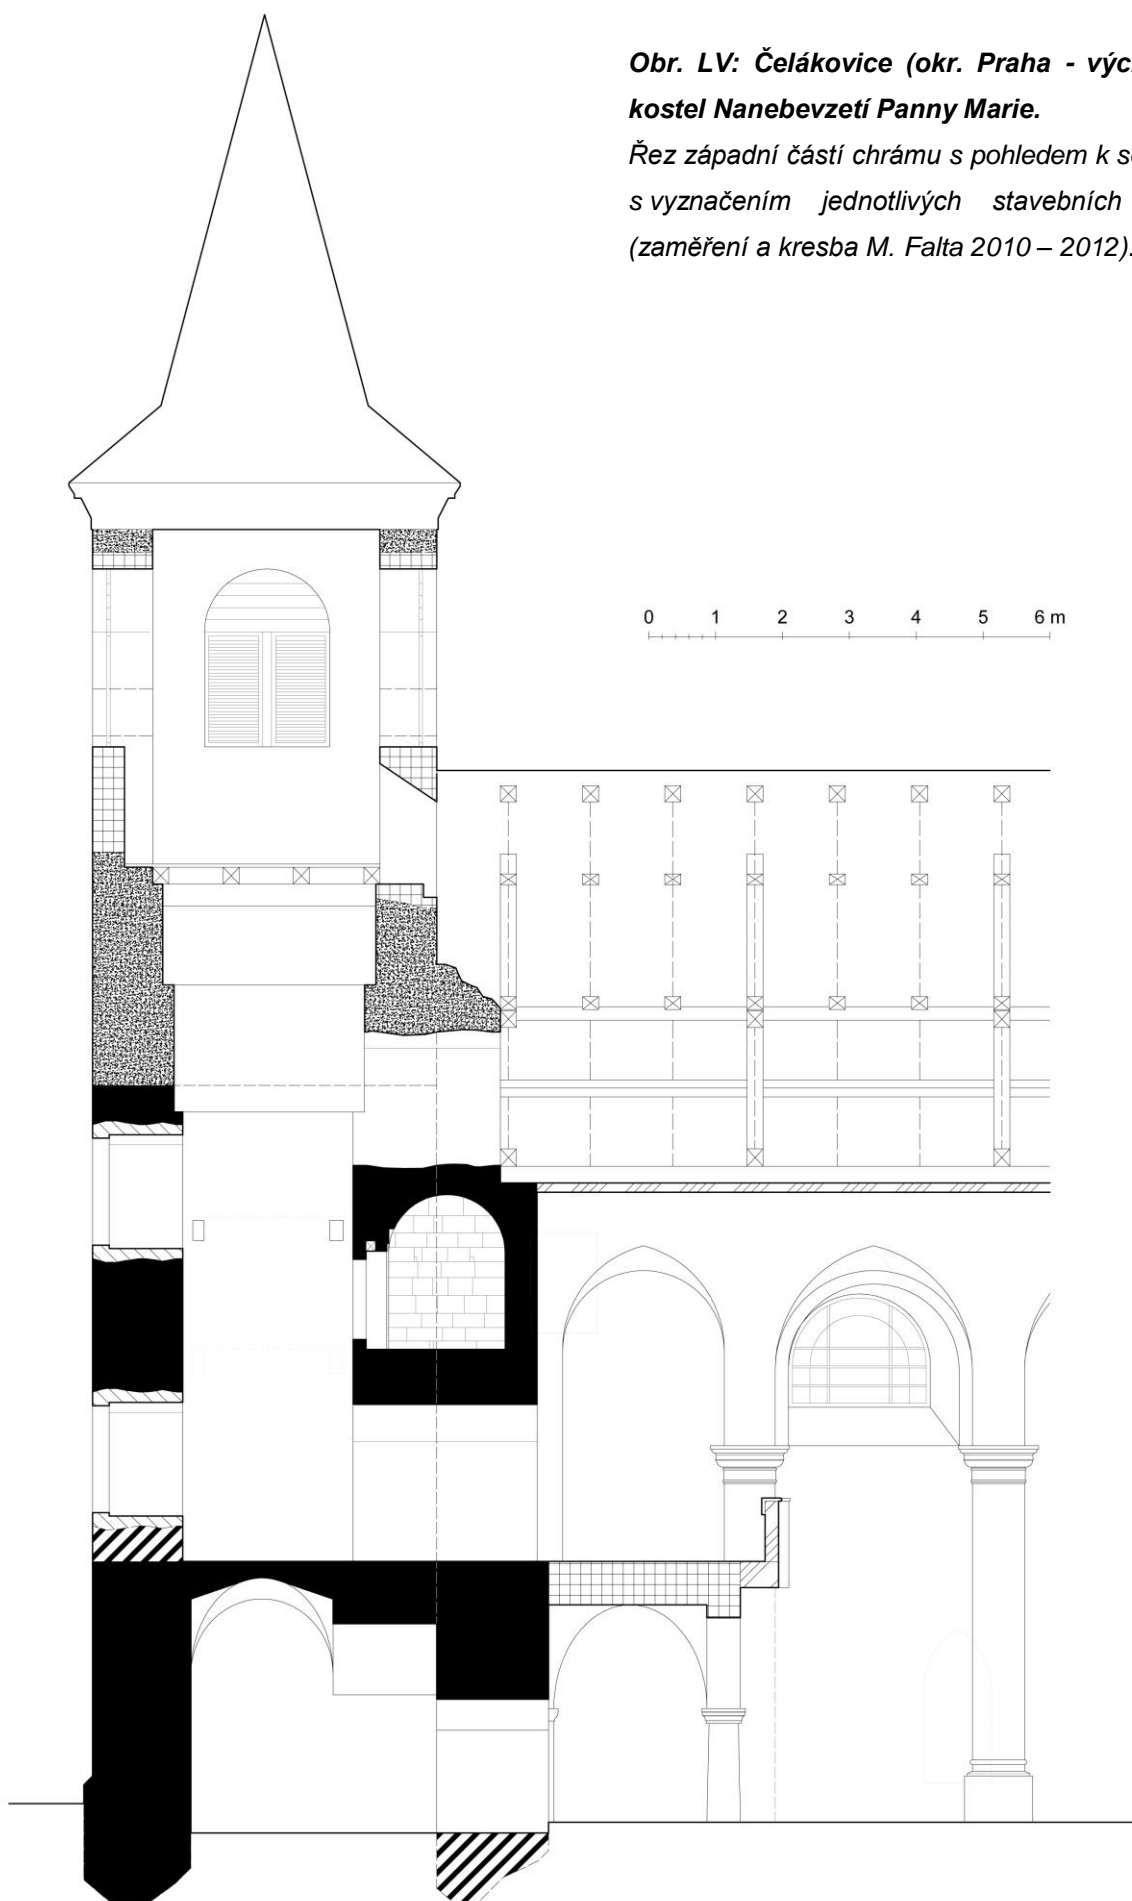 Obr. LV: Čelákovice (okr. Praha - vých
kostel Nanebevzetí Panny Marie.
Řez západní částí chrámu s pohledem k s
s vyznačením jednotlivých stavebních
(zaměření a kresba M. Falta 2010 – 2012).
0 1 2 3 4 5 6 m